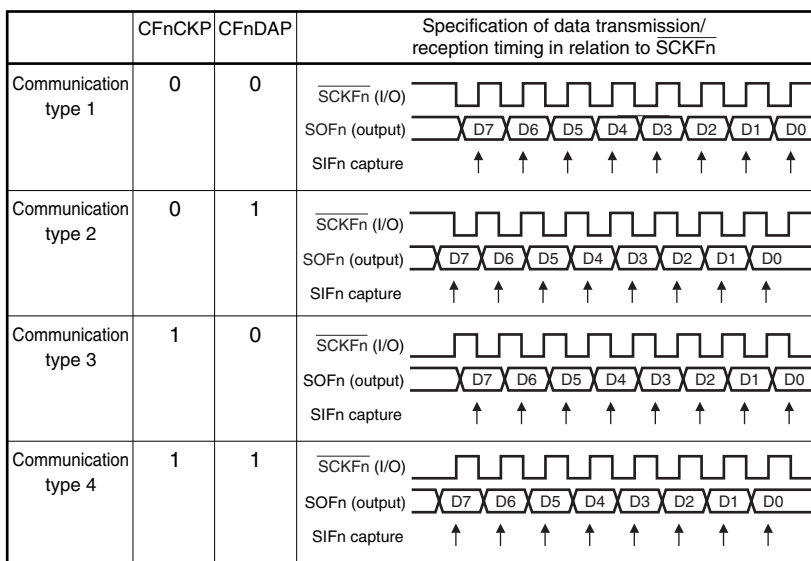 CFnCKP CFnDAP Specification of data transmission/
reception timing in relation to SCKFn
Communication
type 1
0 0
SCKFn (I/O)
SOFn (output) D7 D6 D5 D4 D3 D2 D1 D0
SIFn capture
Communication
type 2
0 1
SCKFn (I/O)
SOFn (output) D7 D6 D5 D4 D3 D2 D1 D0
SIFn capture
Communication
type 3
1 0
SCKFn (I/O)
SOFn (output) D7 D6 D5 D4 D3 D2 D1 D0
SIFn capture
Communication
type 4
1 1
SCKFn (I/O)
SOFn (output) D7 D6 D5 D4 D3 D2 D1 D0
SIFn capture